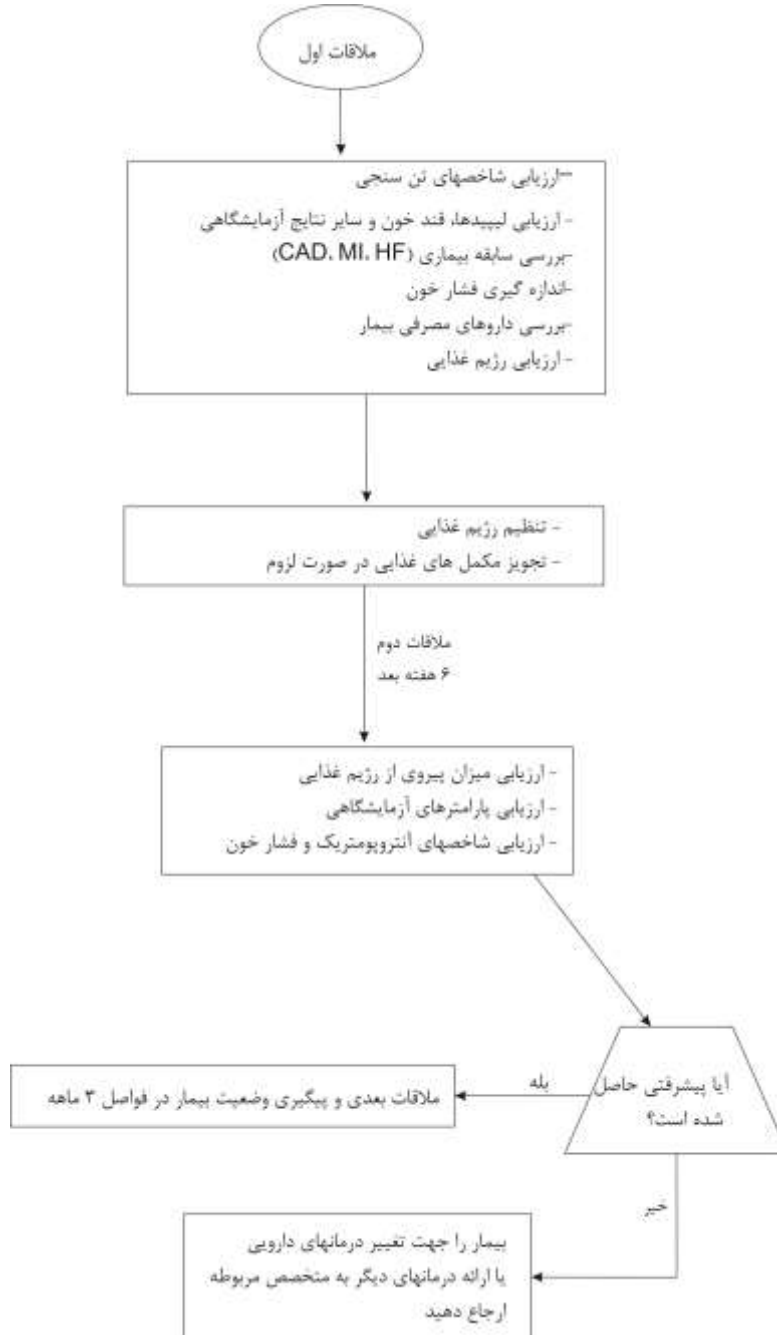 ملاقات اول
-ارزیابی شاخصهای تن سنجی
- ارزیابی لیپیدها، قند خون و سایر نتایج آزمایشگاهی
-بررسی سابقه بیماری (CAD، MI، HF)
-اندازه گیری فشار خون
-بررسی داروهای مصرفی بیمار
- ارزیابی رژیم غذایی
- تنظیم رژیم غذایی
- تجویز مکمل های غذایی در صورت لزوم
ملاقات دوم
۶ هفته بعد
- ارزیابی میزان پیروی از رژیم غذایی
- ارزیابی پارامترهای آزمایشگاهی
- ارزیابی شاخصهای آنتروپومتریک و فشار خون
آیا پیشرفتی حاصل
شده است؟
بله
ملاقات بعدی و پیگیری وضعیت بیمار در فواصل ۳ ماهه
خیر
بیمار را جهت تغییر درمانهای دارویی
یا ارائه درمانهای دیگر به متخصص مربوطه
ارجاع دهید